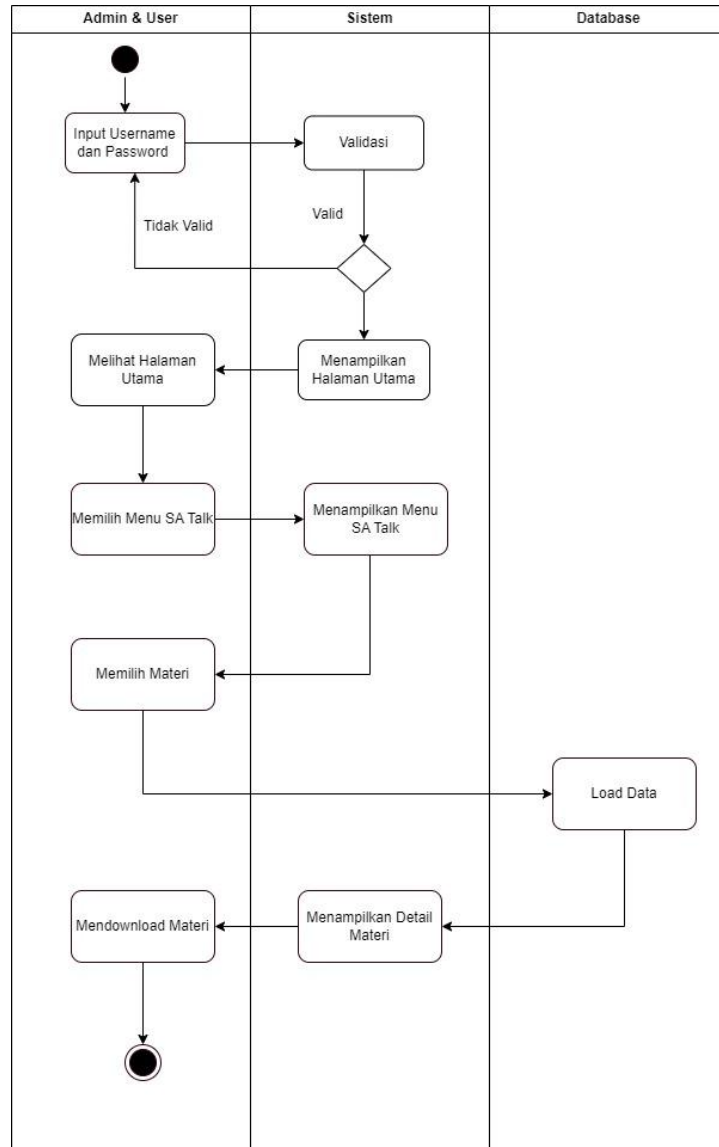 Admin & User
Sistem
Database
Input Username
dan Password
Validasi
Tidak Valid
Valid
Melihat Halaman
Utama
Menampilkan
Halaman Utama
Memilih Menu SA Talk
Menampilkan Menu
SA Talk
Memilih Materi
Load Data
Mendownload Materi
Menampilkan Detail
Materi